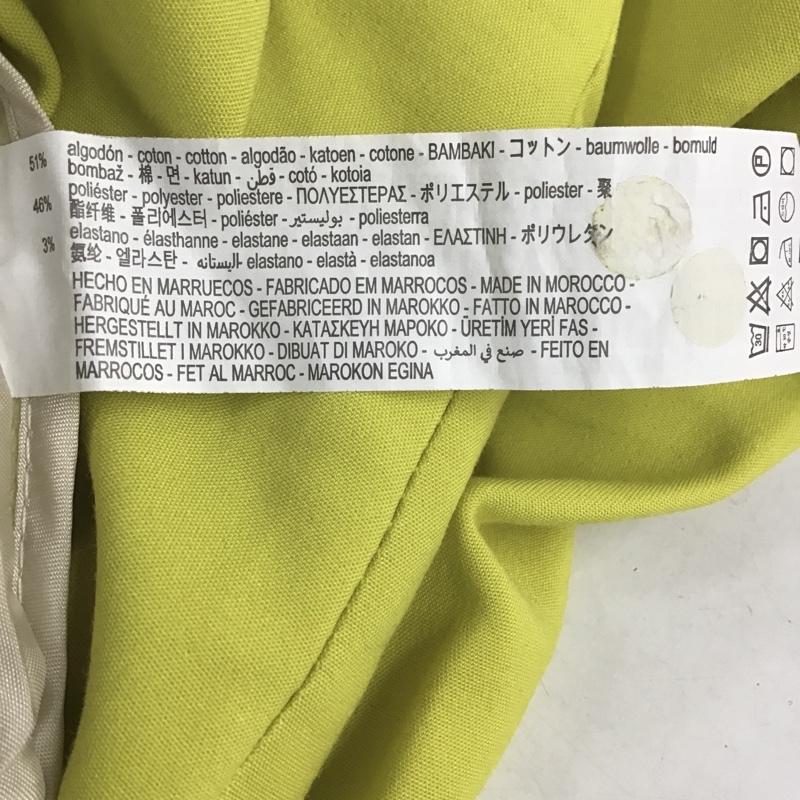 51% algodón - coton - cotton - algodão - katoen - cotone - BAMBAKI - コットン - baumwolle - bomuld
bombaž - 棉 - 면 - katun - قطن - cotó - kotoia
46% poliéster - polyester - poliestere - ΠΟΛΥΕΣΤΕΡΑΣ - ポリエステル - poliester - 聚
酯纤维 - 폴리에스터 - poliéster - بوليستير - poliesterra
3% elastano - élasthanne - elastane - elastaan - elastan - ΕΛΑΣΤΙΝΗ - ポリウレタン
氨纶 - 엘라스탄 - اليستانه elastano - elastà - elastanoa
HECHO EN MARRUECOS - FABRICADO EM MARROCOS - MADE IN MOROCCO -
FABRIQUÉ AU MAROC - GEFABRICEERD IN MAROKKO - FATTO IN MAROCCO -
HERGESTELLT IN MAROKKO - ΚΑΤΑΣΚΕΥΗ ΜΑΡΟΚΟ - ÜRETİM YERİ FAS -
FREMSTILLET I MAROKKO - DIBUAT DI MAROKO - صنع في المغرب - FEITO EN
MARROCOS - FET AL MARROC - MAROKON EGINA
P
30